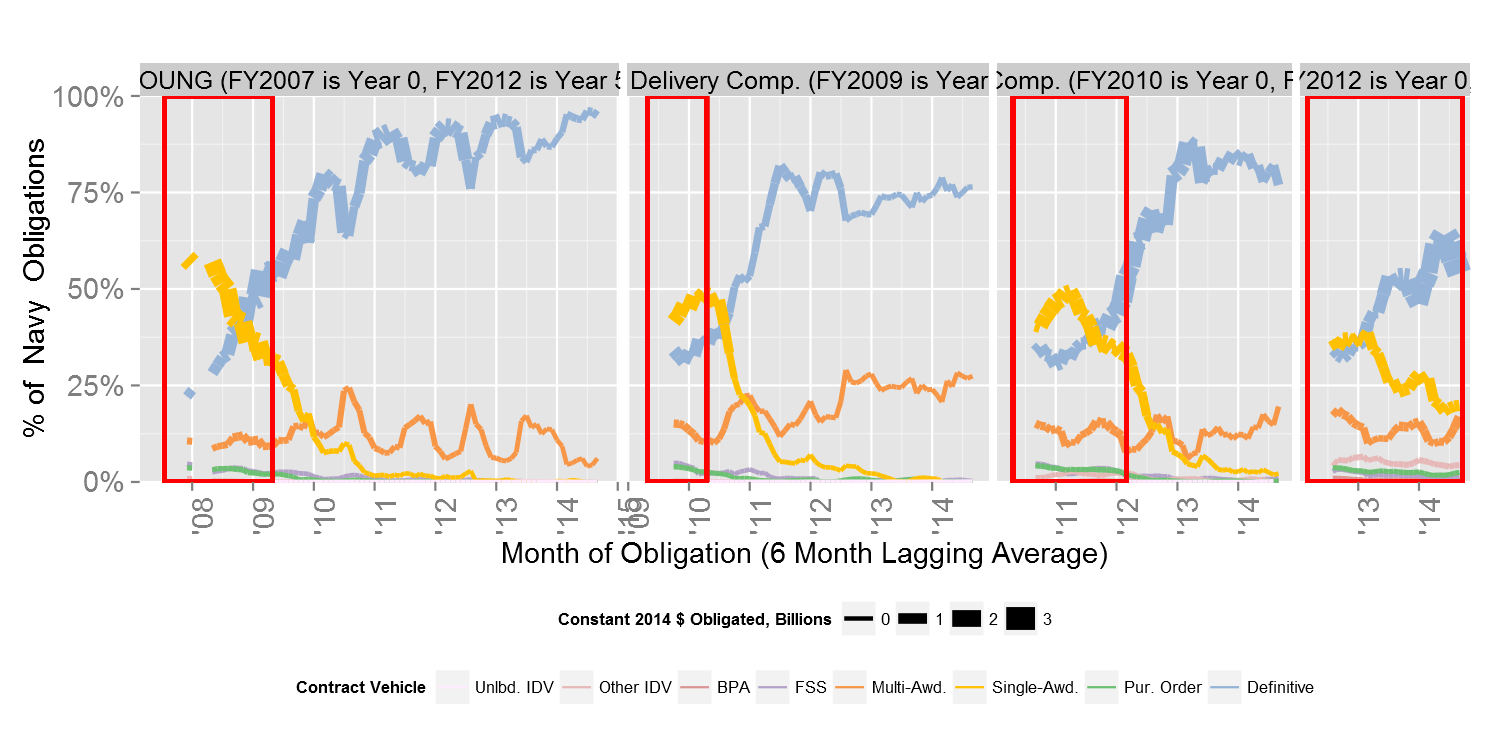 OUNG (FY2007 is Year 0, FY2012 is Year 5
Delivery Comp. (FY2009 is Year
Comp. (FY2010 is Year 0, F
Y2012 is Year 0,
100%
75%
50%
25%
0%
% of Navy Obligations
'08 '09 '10 '11 '12 '13 '14 '15
'09 '10 '11 '12 '13 '14
'11 '12 '13 '14
'13 '14
Month of Obligation (6 Month Lagging Average)
Constant 2014 $ Obligated, Billions 0 1 2 3
Contract Vehicle Unlbd. IDV Other IDV BPA FSS Multi-Awd. Single-Awd. Pur. Order Definitive